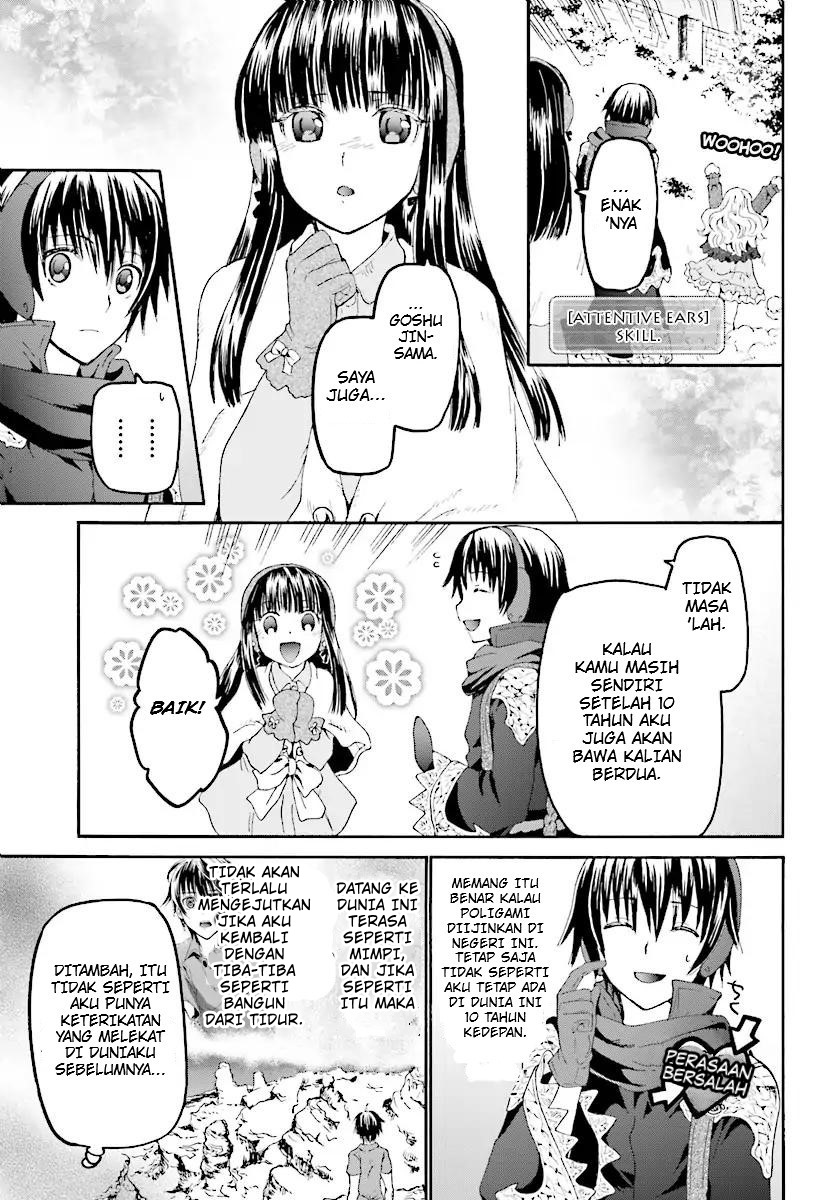 ...
ENAK
'NYA
WOOHOO!
[ATTENTIVE EARS]
SKILL.
...
GOSHU
JIN-
SAMA.
SAYA
JUGA...
......
......
TIDAK
MASA
'LAH.
KALAU
KAMU MASIH
SENDIRI
SETELAH 10
TAHUN AKU
JUGA AKAN
BAWA KALIAN
BERDUA.
BAIK!
MEMANG ITU
BENAR KALAU
POLIGAMI
DIIJINKAN DI
NEGERI INI.
TETAP SAJA
TIDAK SEPERTI
AKU TETAP ADA
DI DUNIA INI
10 TAHUN
KEDEPAN.
PERASAAN
BERSALAH
DATANG KE
DUNIA INI
TERASA
SEPERTI
MIMPI,
DAN JIKA
SEPERTI
ITU MAKA
TIDAK AKAN
TERLALU
MENGEJUTKAN
JIKA AKU
KEMBALI
DENGAN
TIBA-TIBA
SEPERTI
BANGUN
DARI TIDUR.
DITAMBAH, ITU
TIDAK SEPERTI
AKU PUNYA
KETERIKATAN
YANG MELEKAT
DI DUNIAKU
SEBELUMNYA...